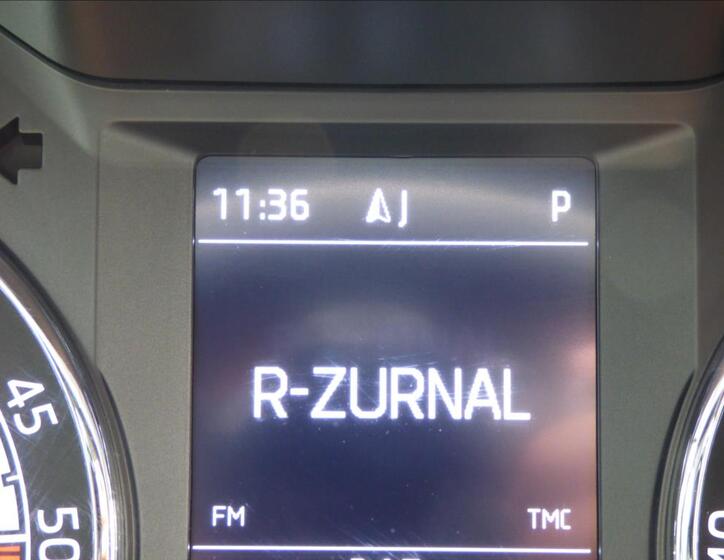 11:36 J P
R-ZURNAL
FM TMC
45
50